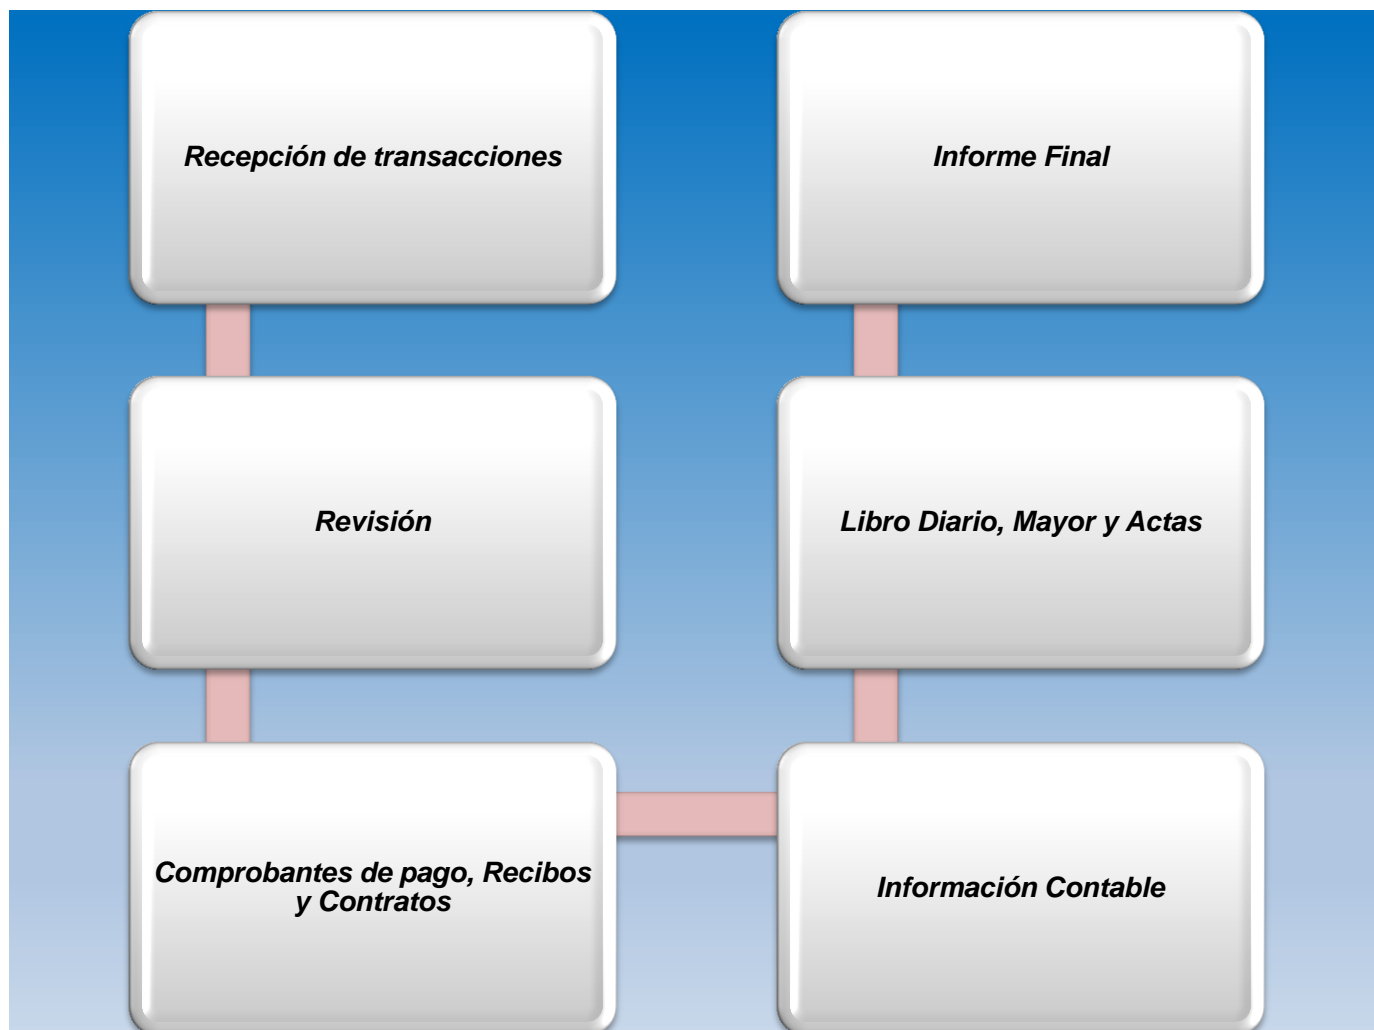 Recepción de transacciones
Revisión
Comprobantes de pago, Recibos
y Contratos
Información Contable
Libro Diario, Mayor y Actas
Informe Final